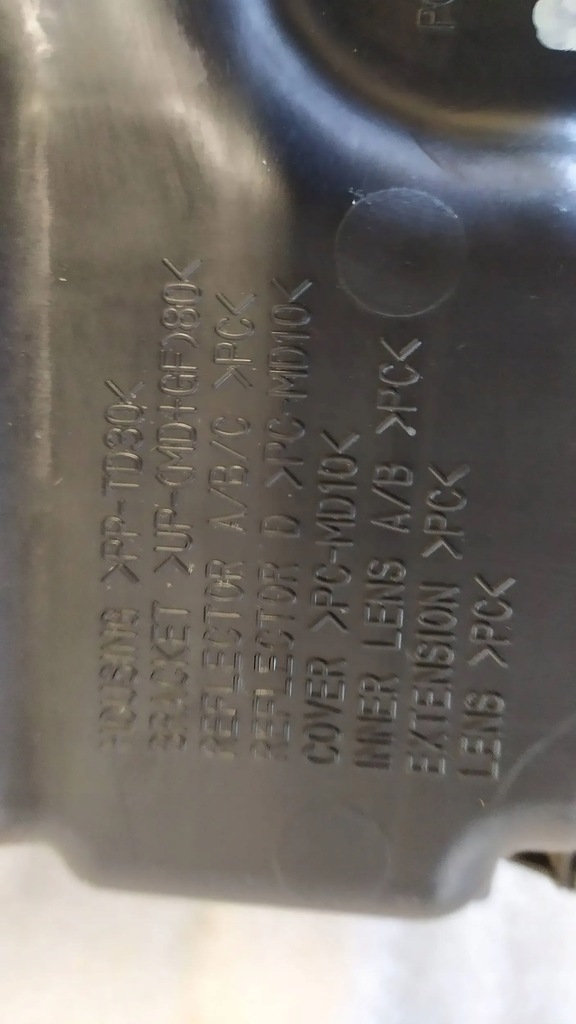 HOUSING >PP-TD30<
BRACKET >UP-(MD+GF)80<
REFLECTOR A/B/C >PC<
REFLECTOR D >PC-MD10<
COVER >PC-MD10<
INNER LENS A/B >PC<
EXTENSION >PC<
LENS >PC<